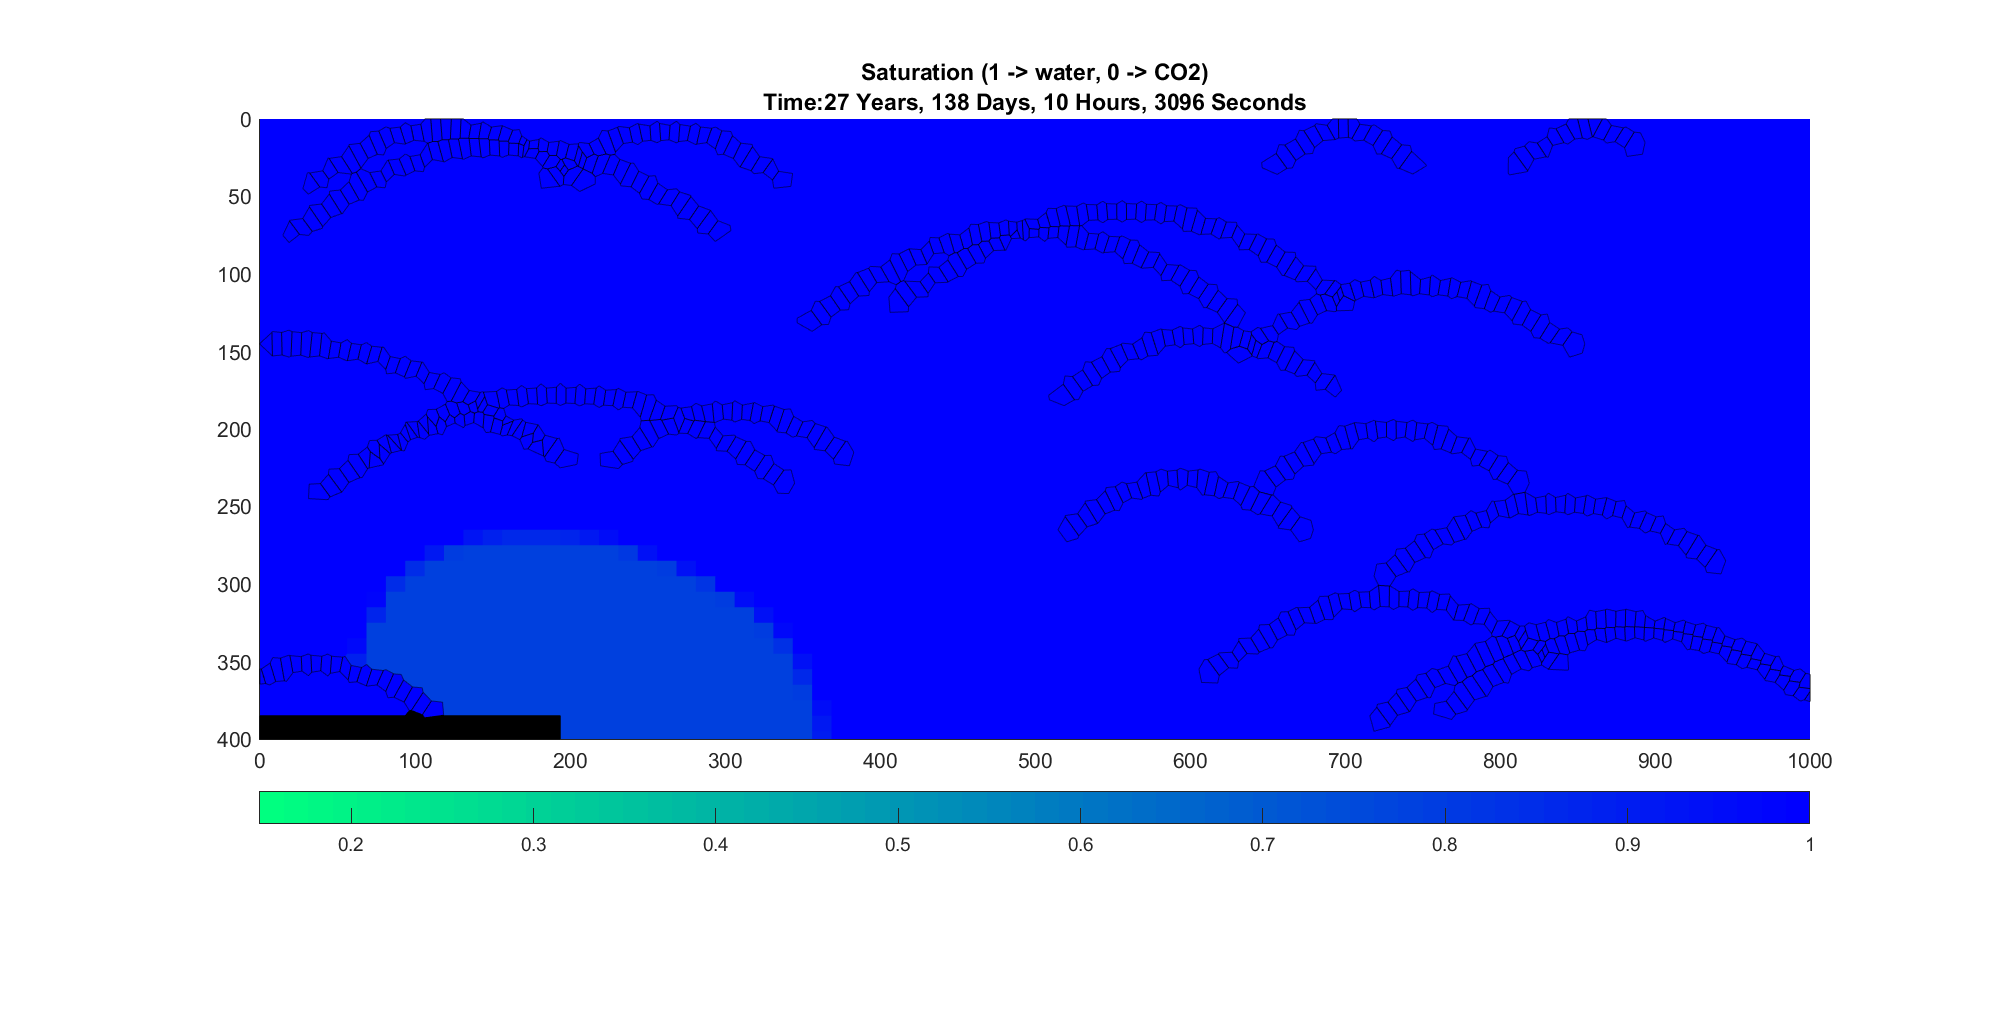 Saturation (1 -> water, 0 -> CO2)
Time:27 Years, 138 Days, 10 Hours, 3096 Seconds
0
50
100
150
200
250
300
350
400
0 100 200 300 400 500 600 700 800 900 1000
0.2 0.3 0.4 0.5 0.6 0.7 0.8 0.9 1